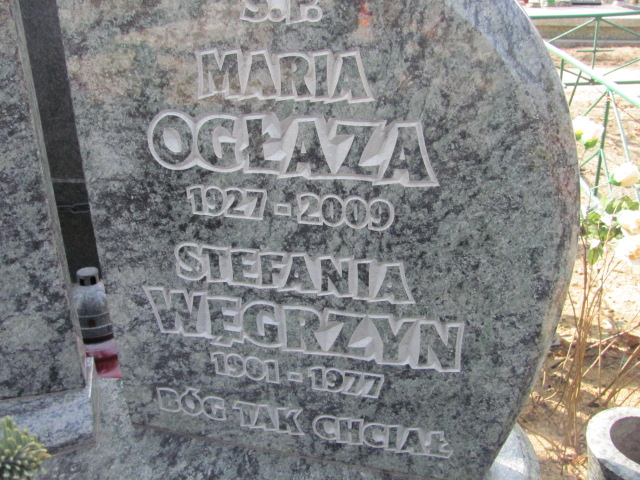 Ś.P.
MARIA
OGŁAZA
1927 - 2009
STEFANIA
WĘGRZYN
1901 - 1977
BÓG TAK CHCIAŁ